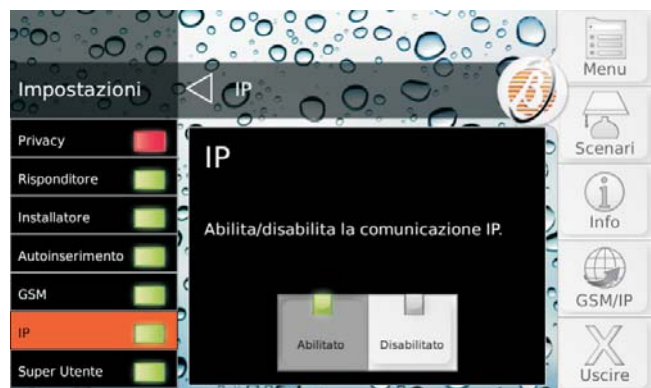 Impostazioni
IP
Menu
Scenari
Info
GSM/IP
Uscire
Privacy
Risponditore
Installatore
Autoinserimento
GSM
IP
Super Utente
IP
Abilita/disabilita la comunicazione IP.
Abilitato
Disabilitato